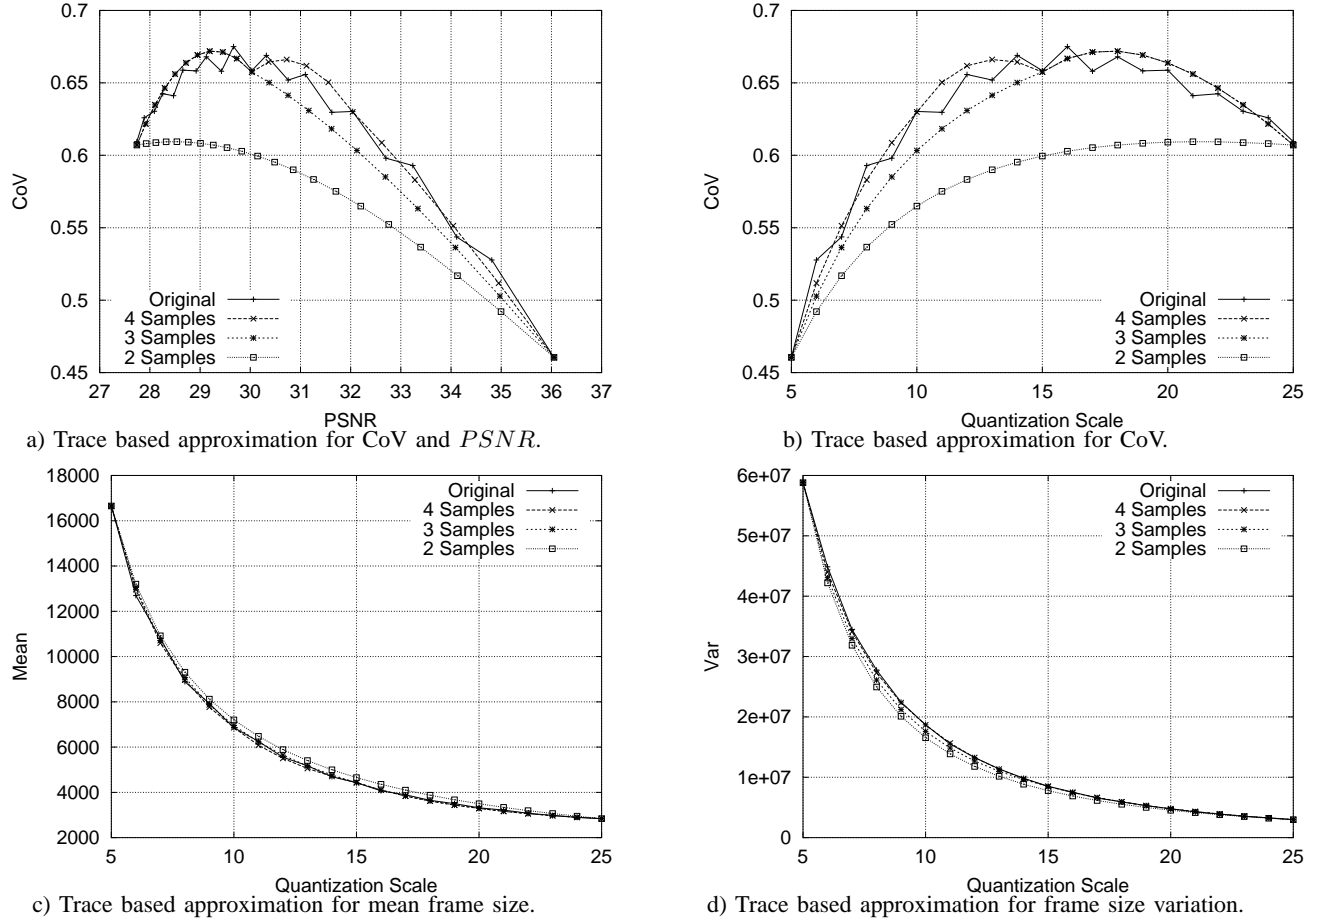 0.7
0.65
0.6
0.55
0.5
0.45
CoV
27 28 29 30 31 32 33 34 35 36 37
PSNR
Original
4 Samples
3 Samples
2 Samples
a) Trace based approximation for CoV and PSNR.
0.7
0.65
0.6
0.55
0.5
0.45
CoV
5 10 15 20 25
Quantization Scale
Original
4 Samples
3 Samples
2 Samples
b) Trace based approximation for CoV.
18000
16000
14000
12000
10000
8000
6000
4000
2000
Mean
5 10 15 20 25
Quantization Scale
Original
4 Samples
3 Samples
2 Samples
c) Trace based approximation for mean frame size.
6e+07
5e+07
4e+07
3e+07
2e+07
1e+07
0
Var
5 10 15 20 25
Quantization Scale
Original
4 Samples
3 Samples
2 Samples
d) Trace based approximation for frame size variation.